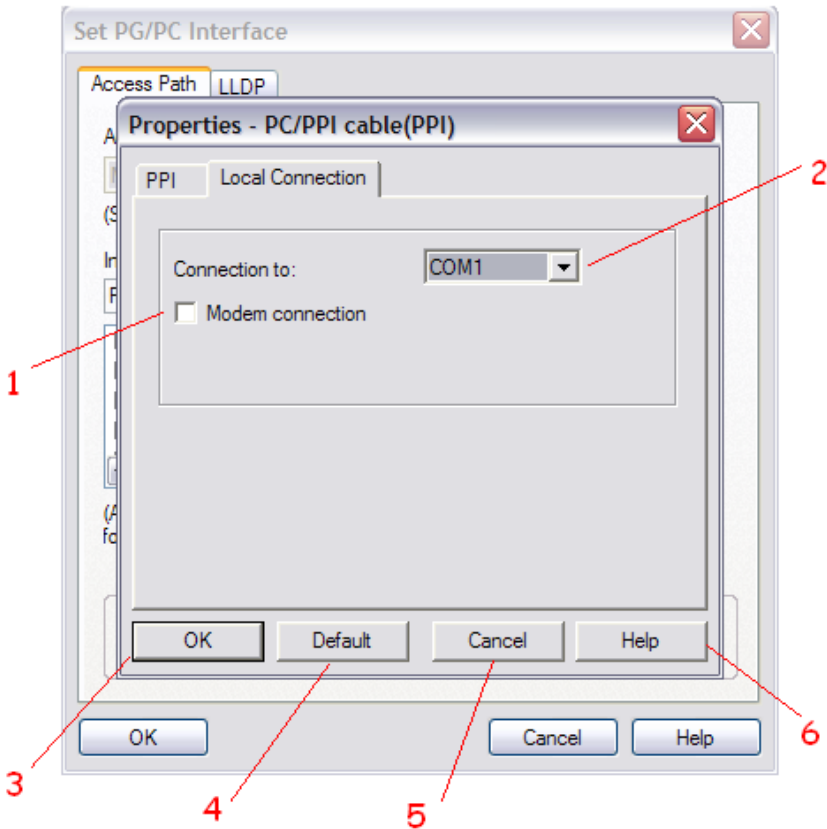 Set PG/PC Interface
Access Path LLDP
Properties - PC/PPI cable(PPI)
PPI Local Connection
2
Connection to: COM1
Modem connection
1
OK Default Cancel Help
OK Cancel Help
3 4 5 6